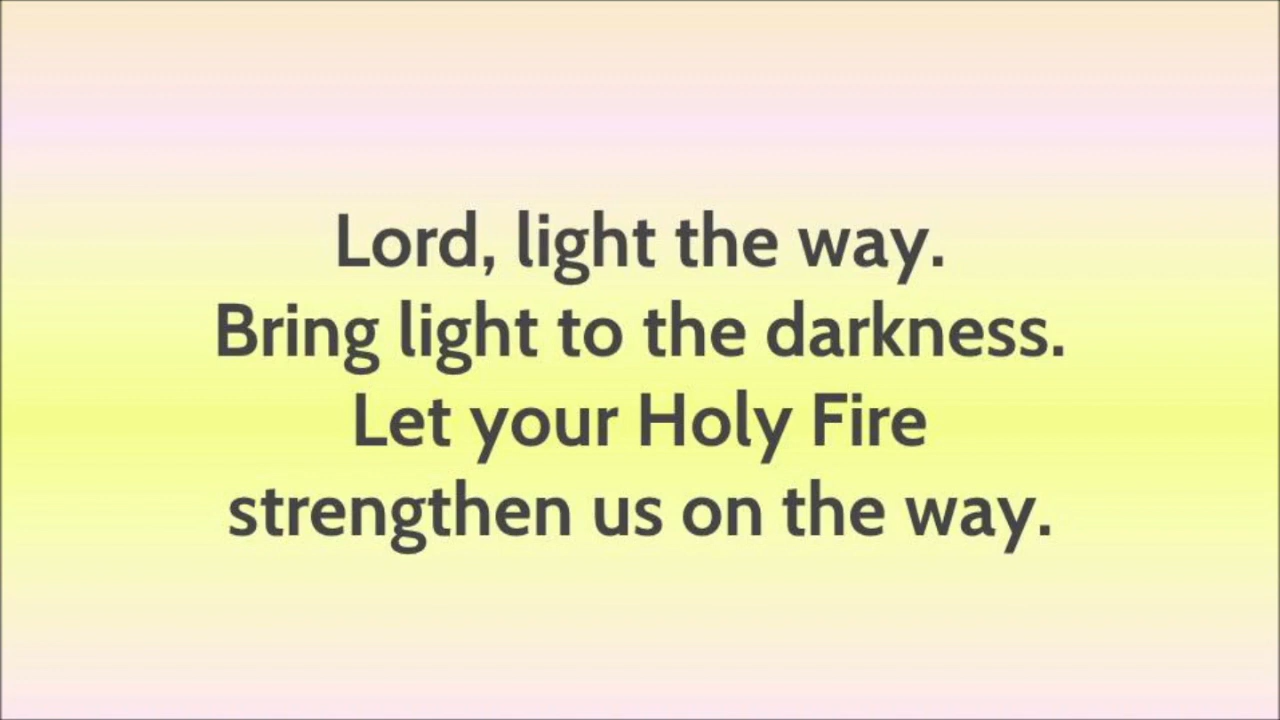 Lord, light the way.
Bring light to the darkness.
Let your Holy Fire
strengthen us on the way.